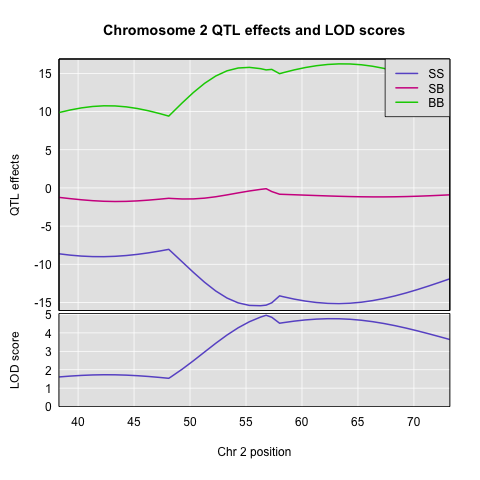 Chromosome 2 QTL effects and LOD scores
SS
SB
BB
15
10
5
0
-5
-10
-15
QTL effects
5
4
3
2
1
0
LOD score
40 45 50 55 60 65 70
Chr 2 position